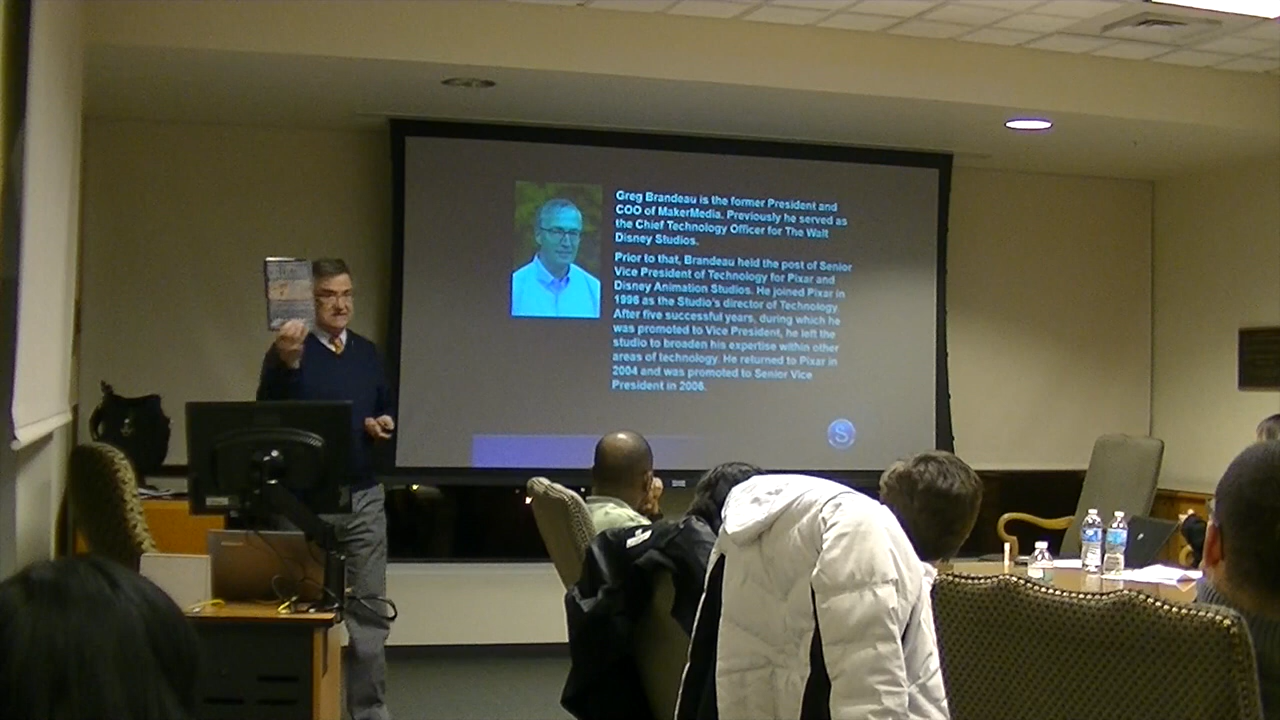 Greg Brandeau is the former President and
COO of MakerMedia. Previously he served as
the Chief Technology Officer for The Walt
Disney Studios.
Prior to that, Brandeau held the post of Senior
Vice President of Technology for Pixar and
Disney Animation Studios. He joined Pixar in
1996 as the Studio's director of Technology.
After five successful years, during which he
was promoted to Vice President, he left the
studio to broaden his expertise within other
areas of technology. He returned to Pixar in
2004 and was promoted to Senior Vice
President in 2006.
S